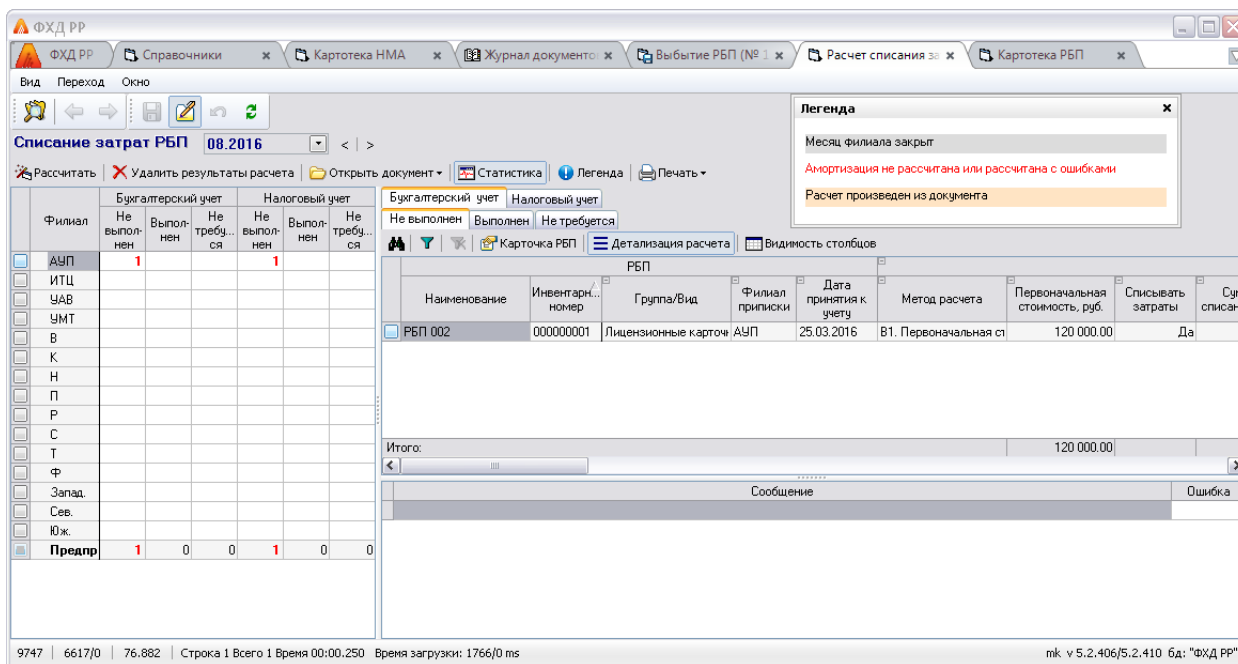 ФХД РР
ФХД РР Справочники Картотека НМА Журнал документо Выбытие РБП (№ 1 Расчет списания за Картотека РБП
Вид Переход Окно
Списание затрат РБП 08.2016 < | >
Легенда
Месяц филиала закрыт
Амортизация не рассчитана или рассчитана с ошибками
Расчет произведен из документа
Рассчитать Удалить результаты расчета Открыть документ Статистика Легенда Печать
Филиал Бухгалтерский учет Налоговый учет
Не выпол- нен Выпол- нен Не требу... ся Не выпол- нен Выпол- нен Не требу... ся
АУП 1 1
ИТЦ
УАВ
УМТ
В
К
Н
П
Р
С
Т
Ф
Запад.
Сев.
Юж.
Предпр 1 0 0 1 0 0
Бухгалтерский учет Налоговый учет
Не выполнен Выполнен Не требуется
Карточка РБП Детализация расчета Видимость столбцов
РБП
Наименование Инвентарн... номер Группа/Вид Филиал приписки Дата принятия к учету Метод расчета Первоначальная стоимость, руб. Списывать затраты Сум списан
РБП 002 000000001 Лицензионные карточ АУП 25.03.2016 В1. Первоначальная ст 120 000.00 Да
Итого: 120 000.00
Сообщение Ошибка
9747 6617/0 76.882 Строка 1 Всего 1 Время 00:00.250 Время загрузки: 1766/0 ms mk v 5.2.406/5.2.410 бд: "ФХД РР"